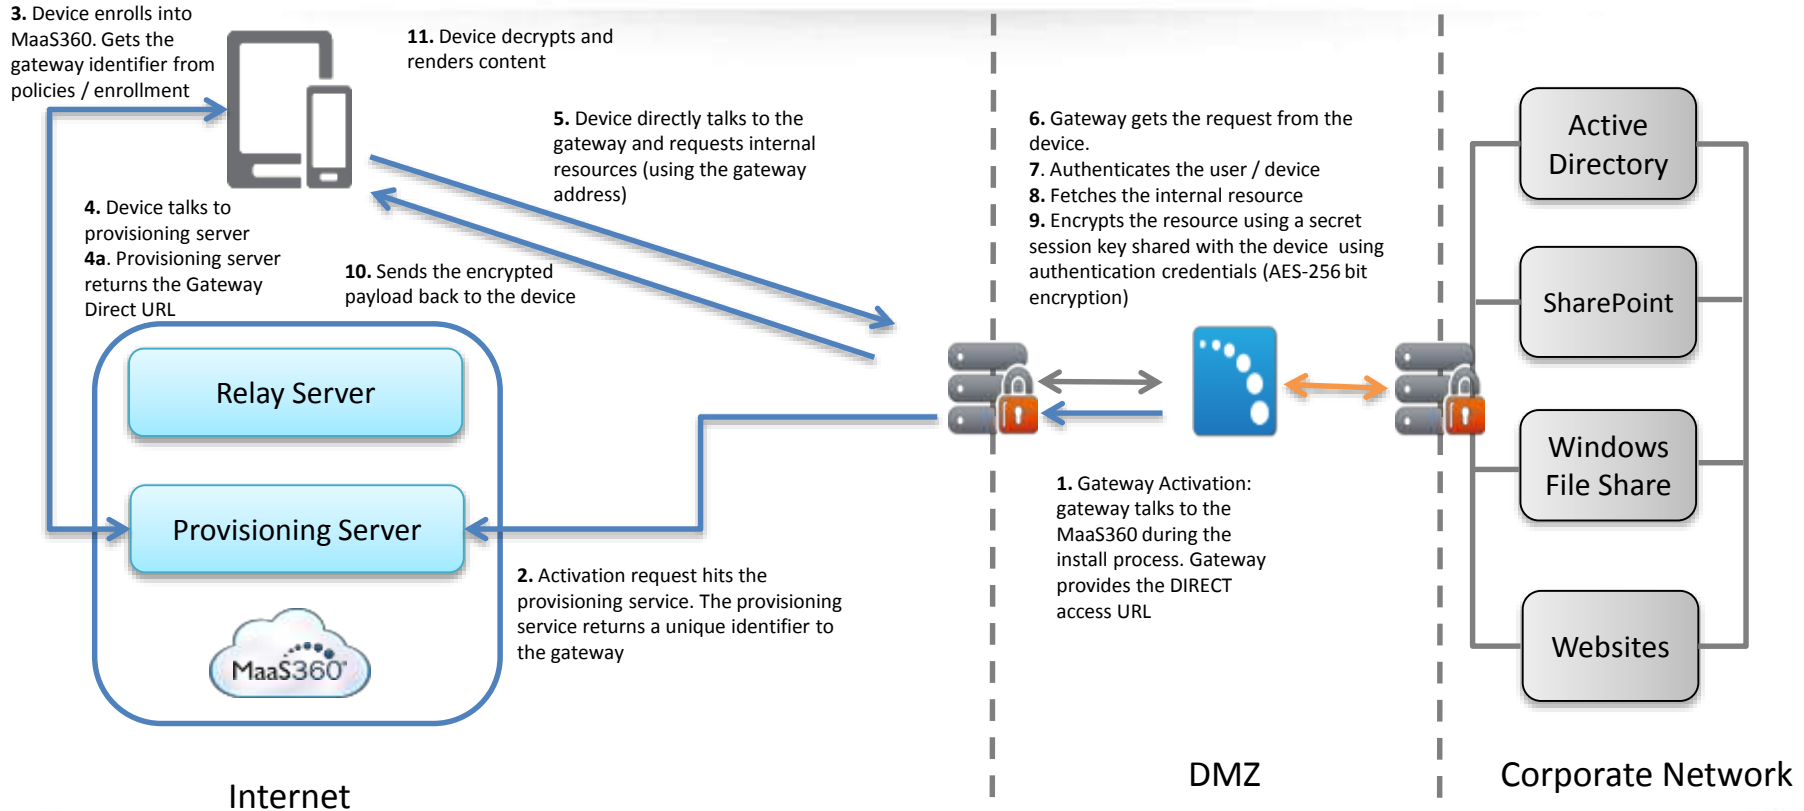 3. Device enrolls into
MaaS360. Gets the
gateway identifier from
policies / enrollment
11. Device decrypts and
renders content
5. Device directly talks to the
gateway and requests internal
resources (using the gateway
address)
6. Gateway gets the request from the
device.
7. Authenticates the user / device
8. Fetches the internal resource
9. Encrypts the resource using a secret
session key shared with the device using
authentication credentials (AES-256 bit
encryption)
4. Device talks to
provisioning server
4a. Provisioning server
returns the Gateway
Direct URL
10. Sends the encrypted
payload back to the device
Relay Server
Provisioning Server
MaaS360
2. Activation request hits the
provisioning service. The provisioning
service returns a unique identifier to
the gateway
1. Gateway Activation:
gateway talks to the
MaaS360 during the
install process. Gateway
provides the DIRECT
access URL
Active
Directory
SharePoint
Windows
File Share
Websites
Internet
DMZ
Corporate Network